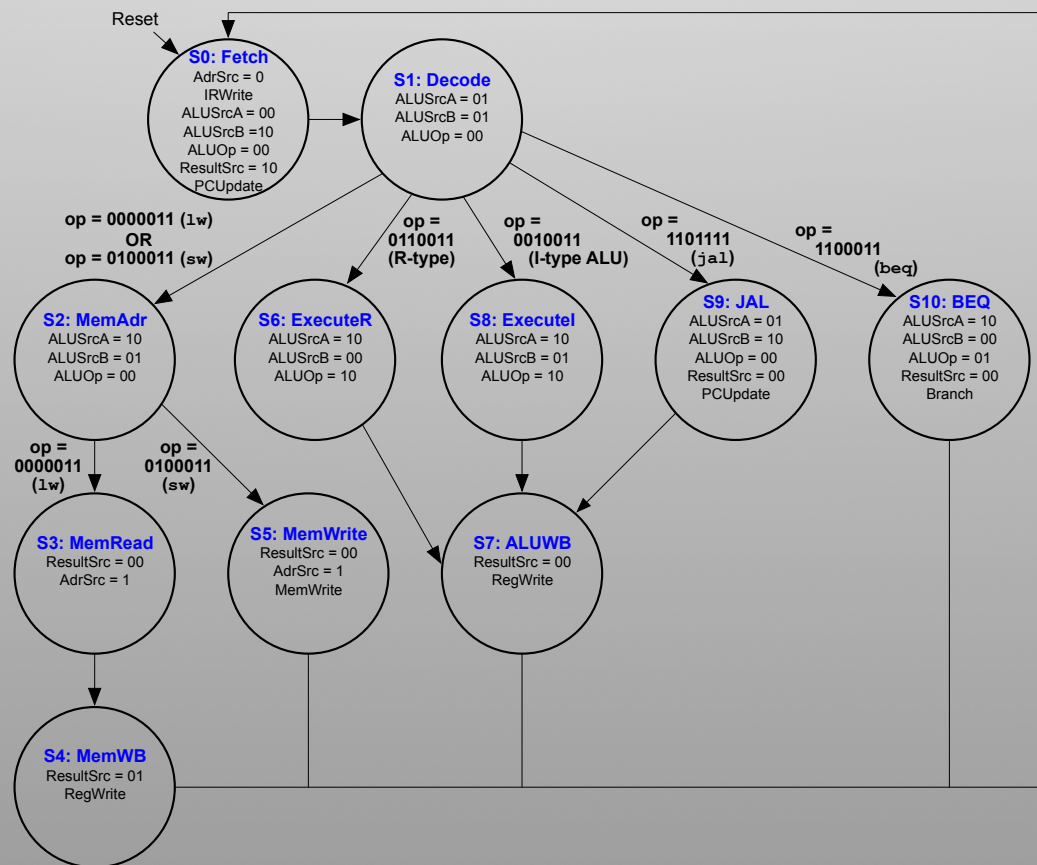 Reset
S0: Fetch
AdrSrc = 0
IRWrite
ALUSrcA = 00
ALUSrcB =10
ALUOp = 00
ResultSrc = 10
PCUpdate
S1: Decode
ALUSrcA = 01
ALUSrcB = 01
ALUOp = 00
op = 0000011 (lw)
OR
op = 0100011 (sw)
op =
0110011
(R-type)
op =
0010011
(I-type ALU)
op =
1101111
(jal)
op =
1100011
(beq)
S2: MemAdr
ALUSrcA = 10
ALUSrcB = 01
ALUOp = 00
S6: ExecuteR
ALUSrcA = 10
ALUSrcB = 00
ALUOp = 10
S8: ExecuteI
ALUSrcA = 10
ALUSrcB = 01
ALUOp = 10
S9: JAL
ALUSrcA = 01
ALUSrcB = 10
ALUOp = 00
ResultSrc = 00
PCUpdate
S10: BEQ
ALUSrcA = 10
ALUSrcB = 00
ALUOp = 01
ResultSrc = 00
Branch
op =
0000011
(lw)
op =
0100011
(sw)
S3: MemRead
ResultSrc = 00
AdrSrc = 1
S5: MemWrite
ResultSrc = 00
AdrSrc = 1
MemWrite
S7: ALUWB
ResultSrc = 00
RegWrite
S4: MemWB
ResultSrc = 01
RegWrite